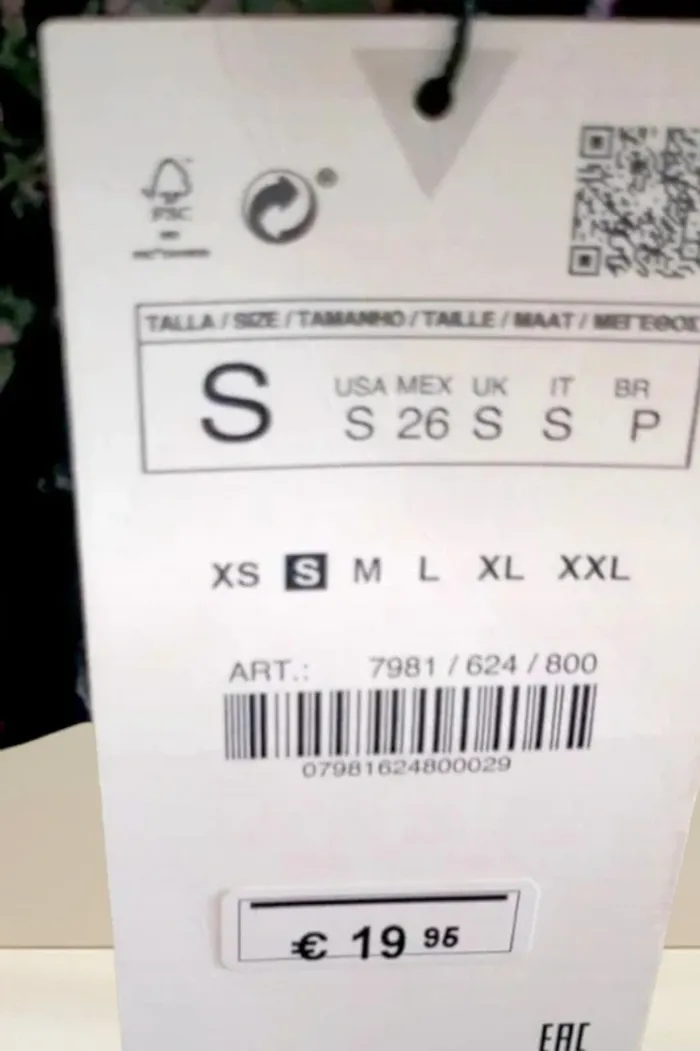 FSC
®
TALLA / SIZE / TAMANHO / TAILLE / MAAT / ΜΕΓΕΘΟΣ
USA MEX UK IT BR
S S 26 S S P
XS S M L XL XXL
ART.: 7981 / 624 / 800
07981624800029
€ 19 95
EAC